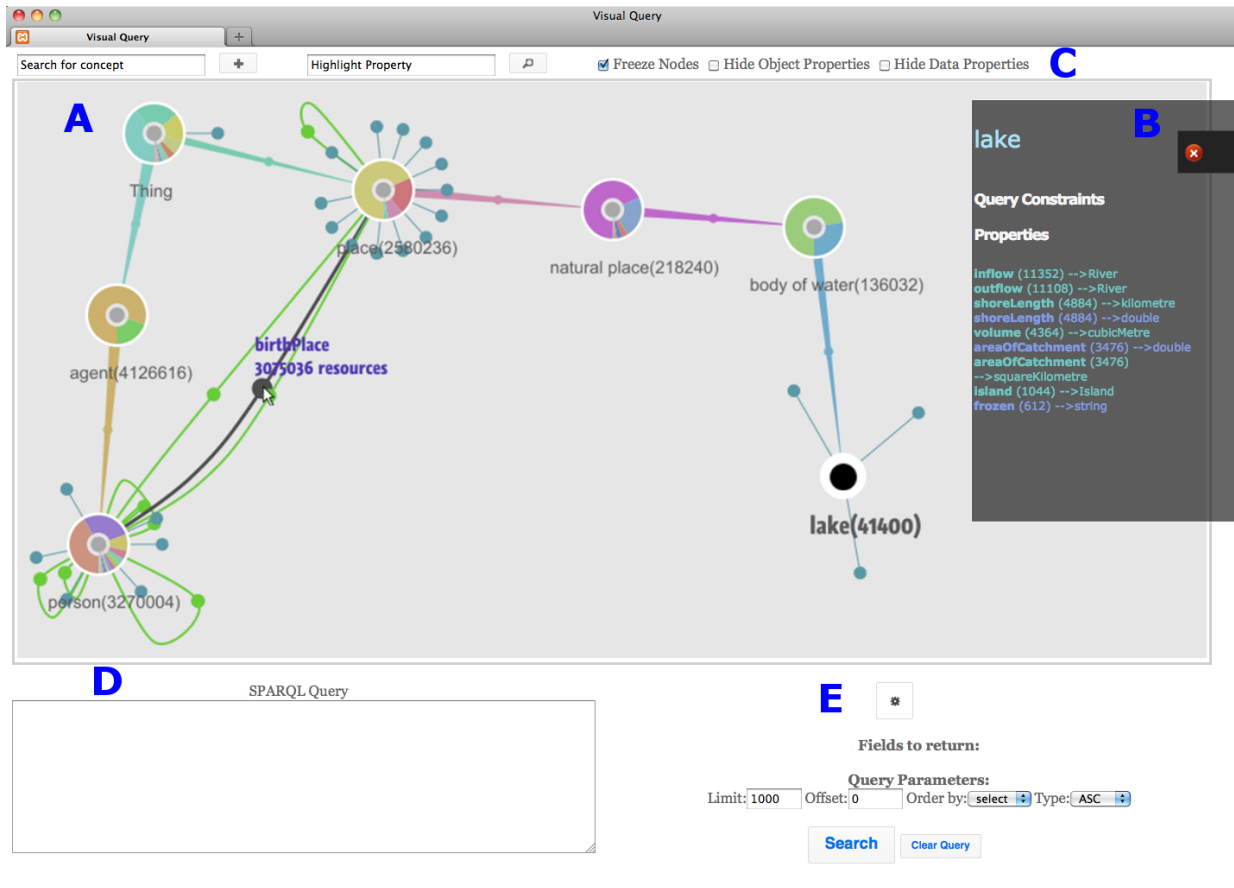 Visual Query
Visual Query
Search for concept
Highlight Property
Freeze Nodes
Hide Object Properties
Hide Data Properties
C
A
B
Thing
place(2580236)
natural place(218240)
body of water(136032)
agent(4126616)
birthPlace
3075036 resources
person(3270004)
lake(41400)
lake
Query Constraints
Properties
inflow (11352) -->River
outflow (11108) -->River
shoreLength (4884) -->kilometre
shoreLength (4884) -->double
volume (4364) -->cubicMetre
areaOfCatchment (3476) -->double
areaOfCatchment (3476)
-->squareKilometre
island (1044) -->Island
frozen (612) -->string
D
SPARQL Query
E
Fields to return:
Query Parameters:
Limit: 1000 Offset: 0 Order by: select Type: ASC
Search
Clear Query